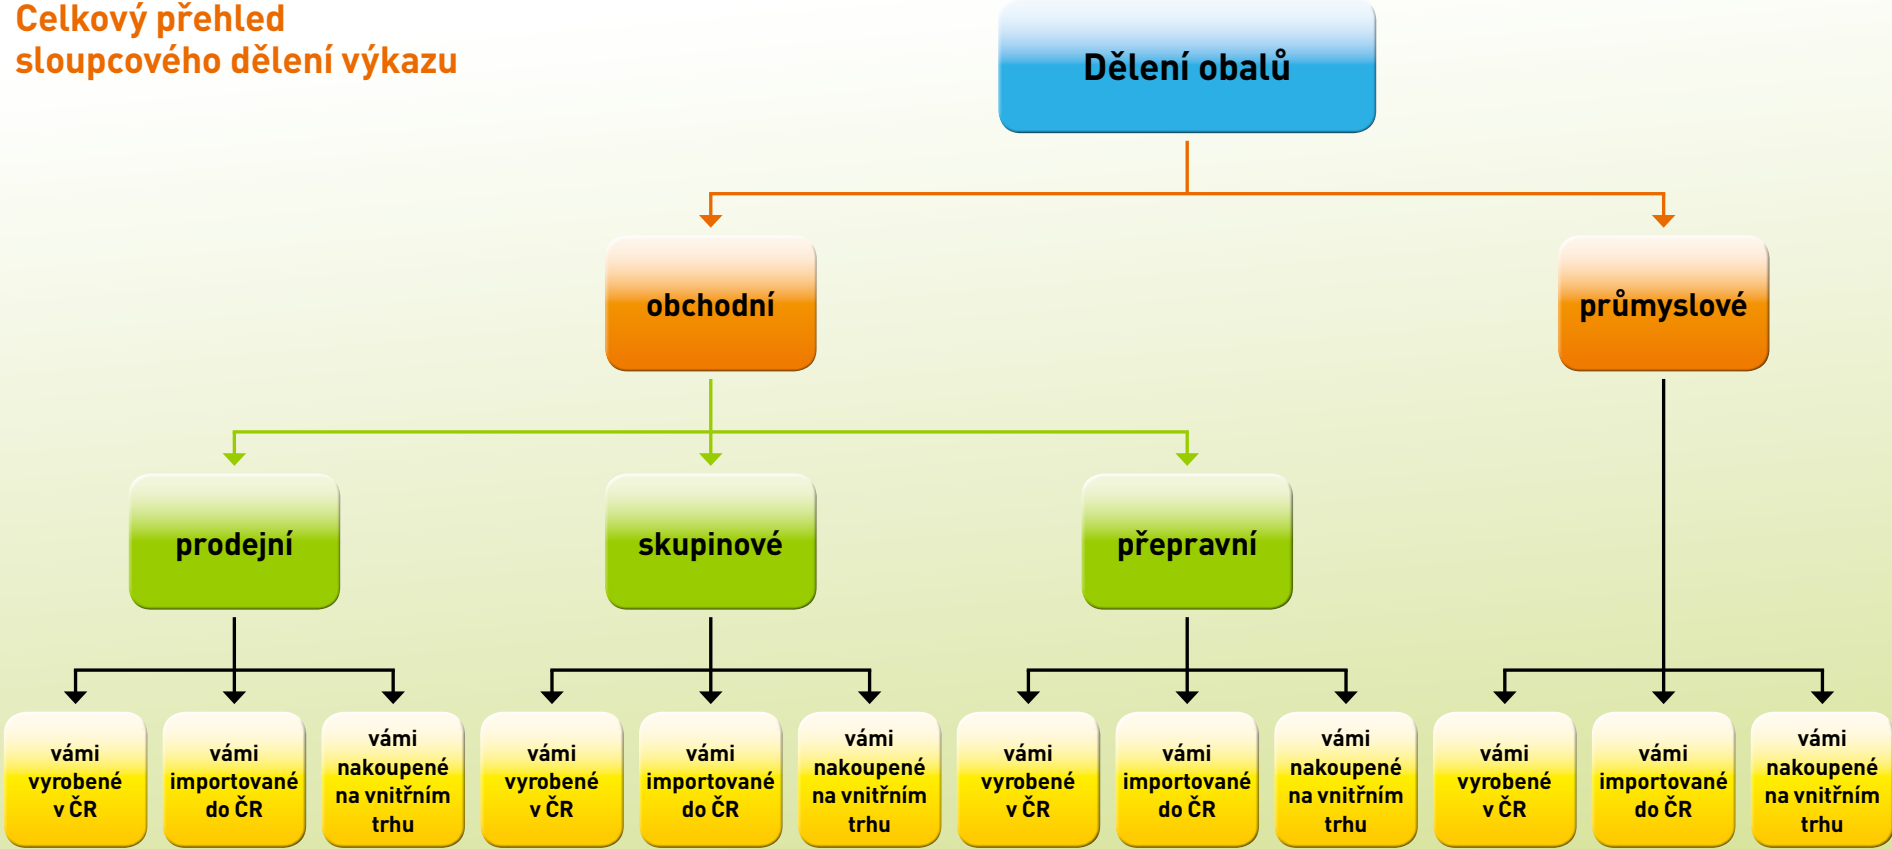 Celkový přehled
sloupcového dělení výkazu
Dělení obalů
obchodní
průmyslové
prodejní
skupinové
přepravní
vámi
vyrobené
v ČR
vámi
importované
do ČR
vámi
nakoupené
na vnitřním
trhu
vámi
vyrobené
v ČR
vámi
importované
do ČR
vámi
nakoupené
na vnitřním
trhu
vámi
vyrobené
v ČR
vámi
importované
do ČR
vámi
nakoupené
na vnitřním
trhu
vámi
vyrobené
v ČR
vámi
importované
do ČR
vámi
nakoupené
na vnitřním
trhu